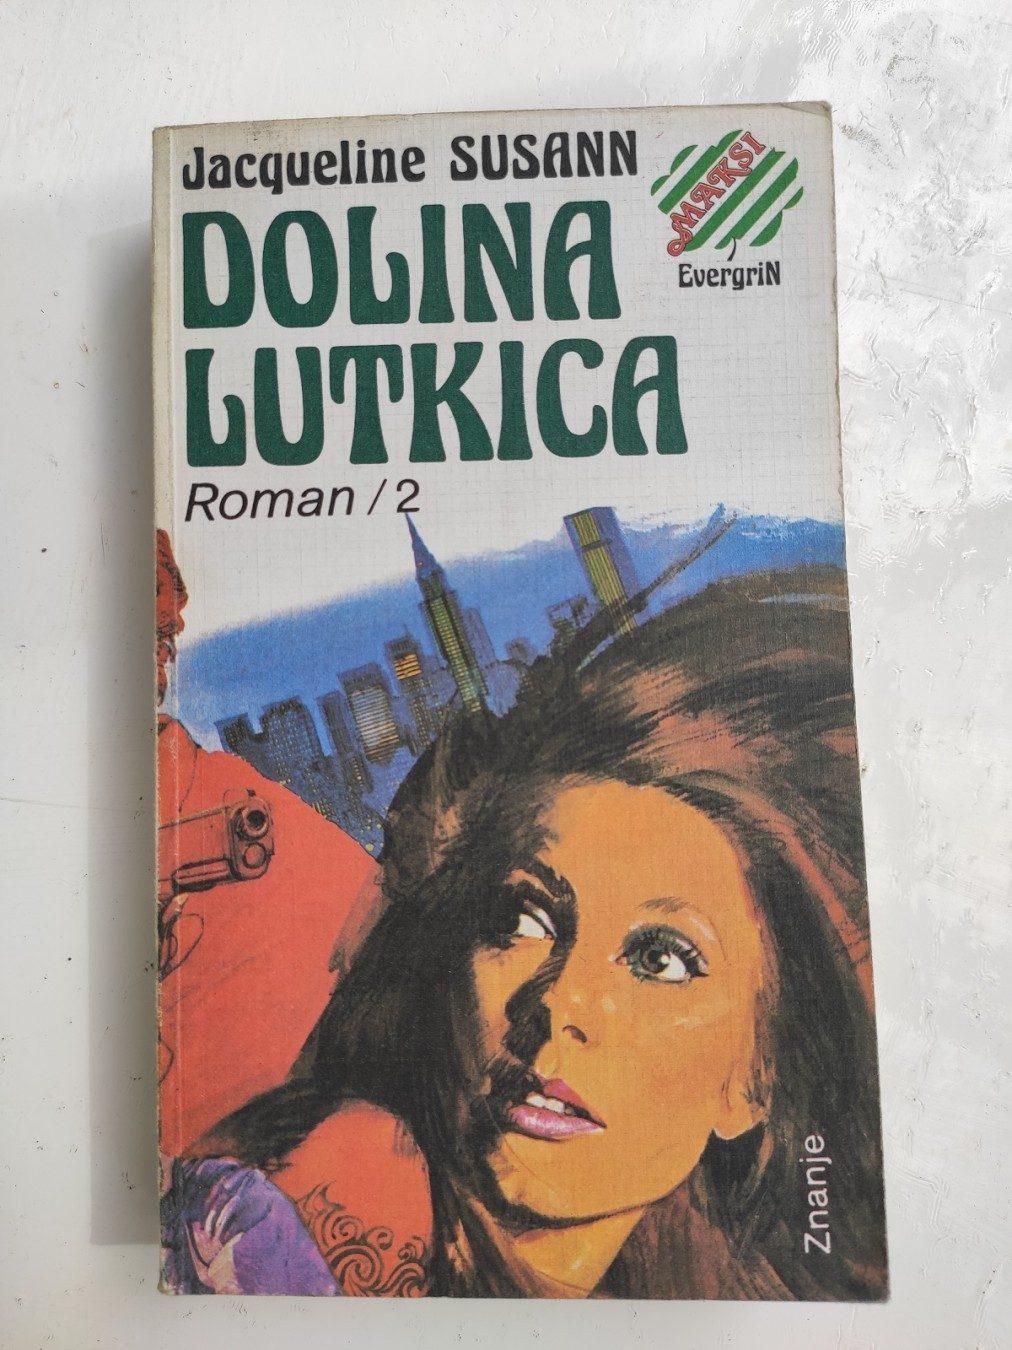 Jacqueline SUSANN
MAKSI
EvergriN
DOLINA
LUTKICA
Roman / 2
Znanje